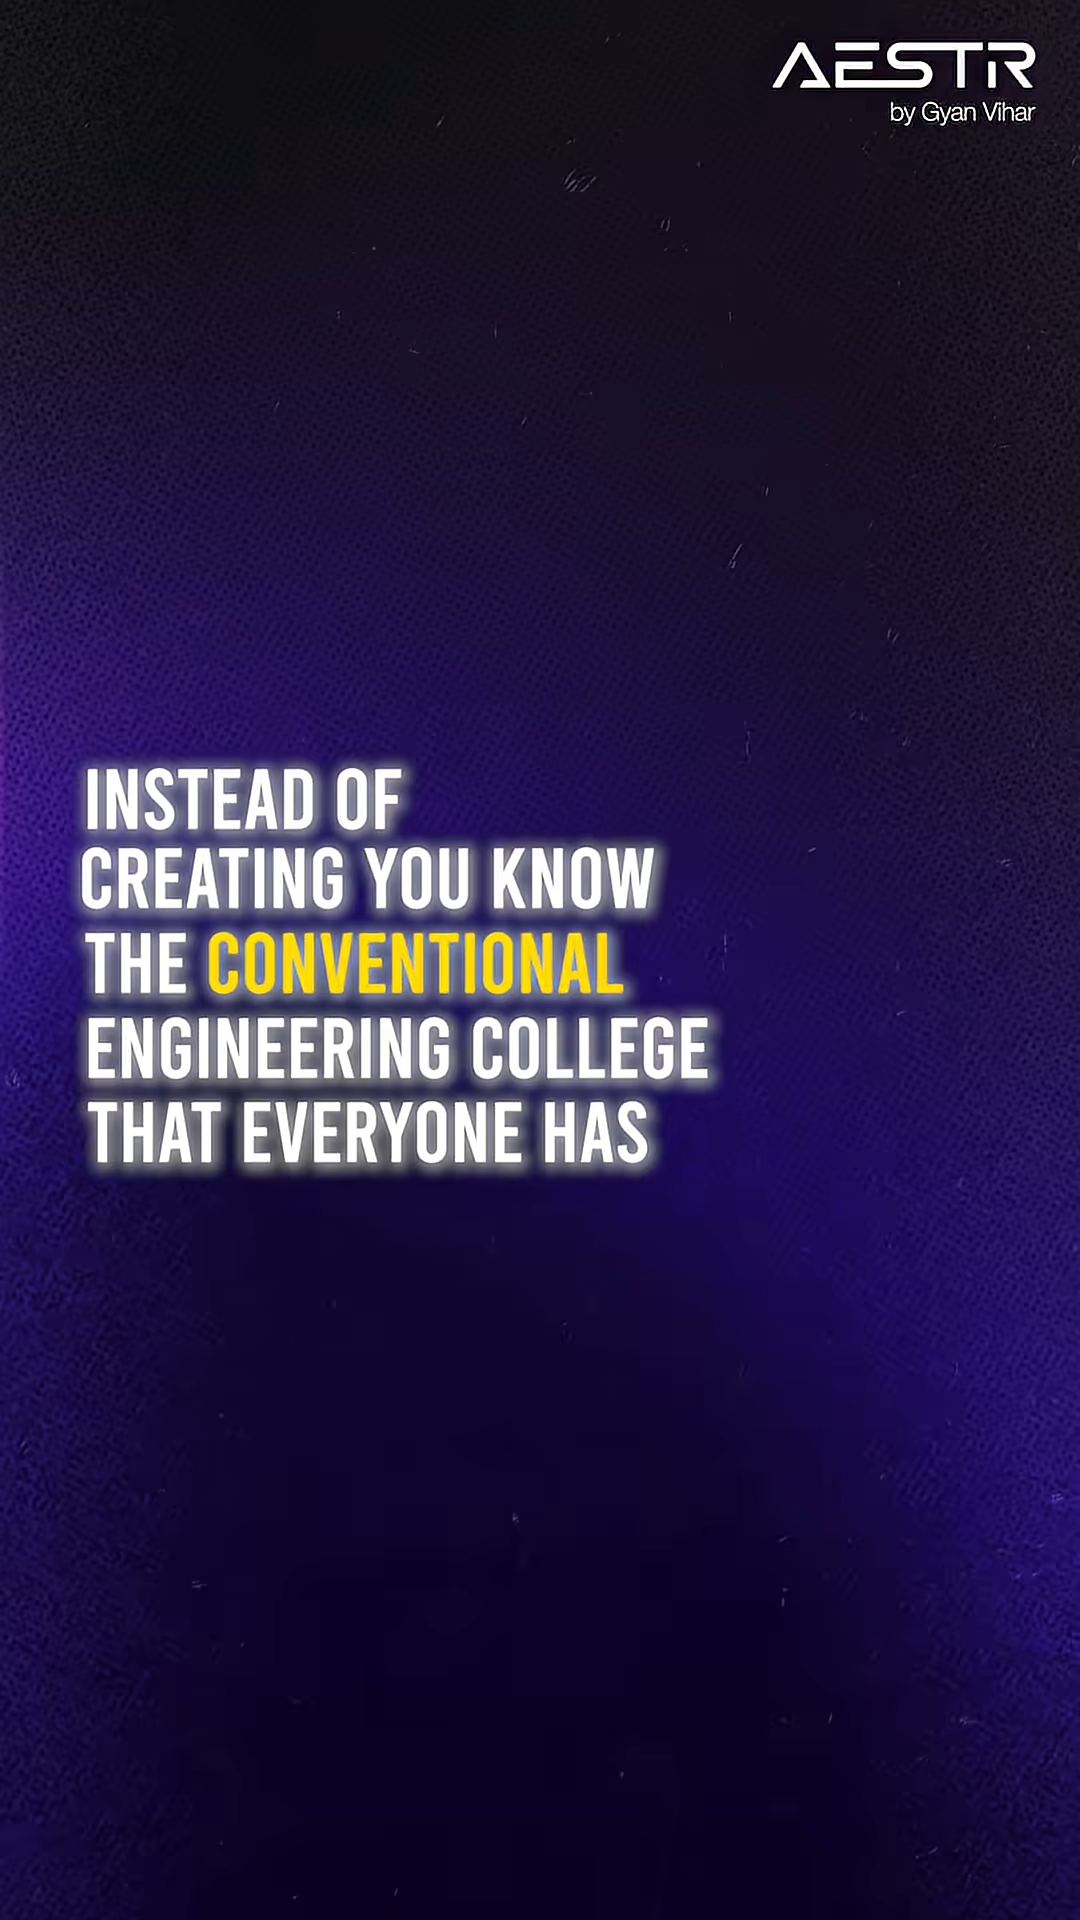 AESTR
by Gyan Vihar
INSTEAD OF
CREATING YOU KNOW
THE CONVENTIONAL
ENGINEERING COLLEGE
THAT EVERYONE HAS